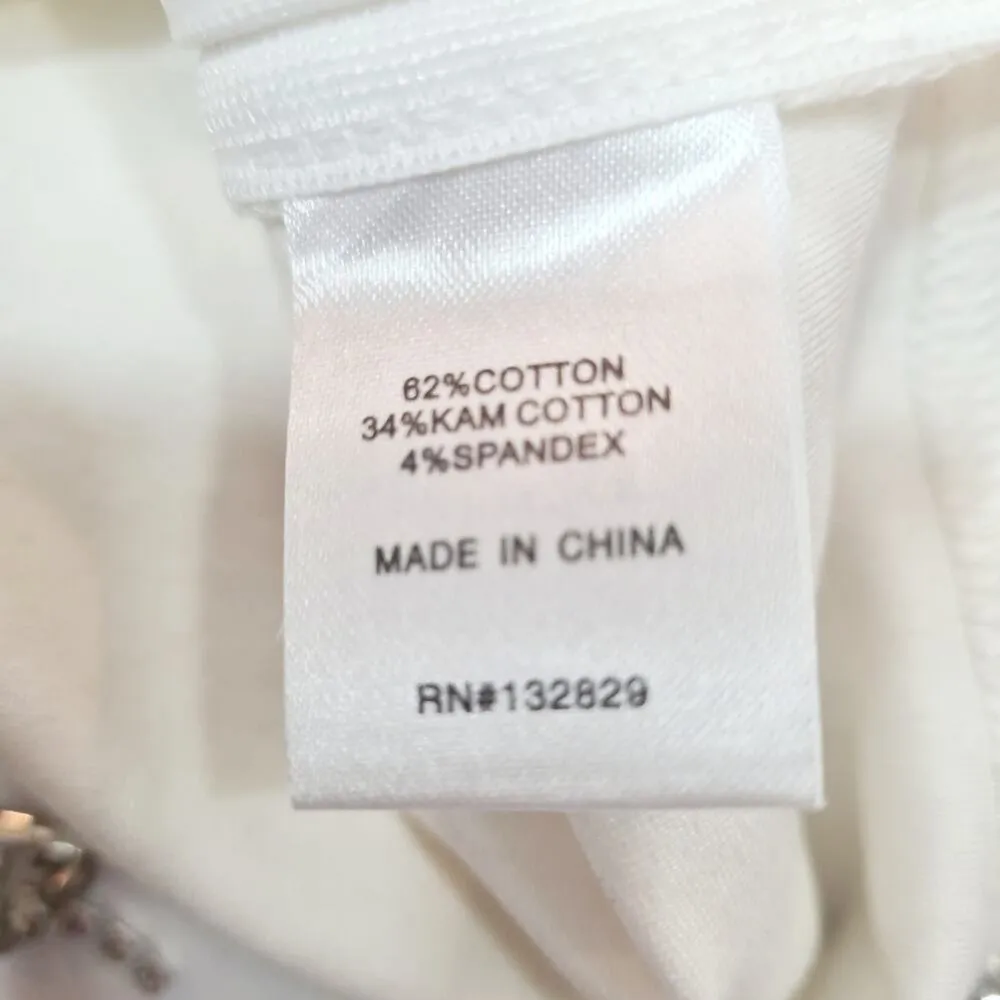 62%COTTON
34%KAM COTTON
4%SPANDEX
MADE IN CHINA
RN#132829